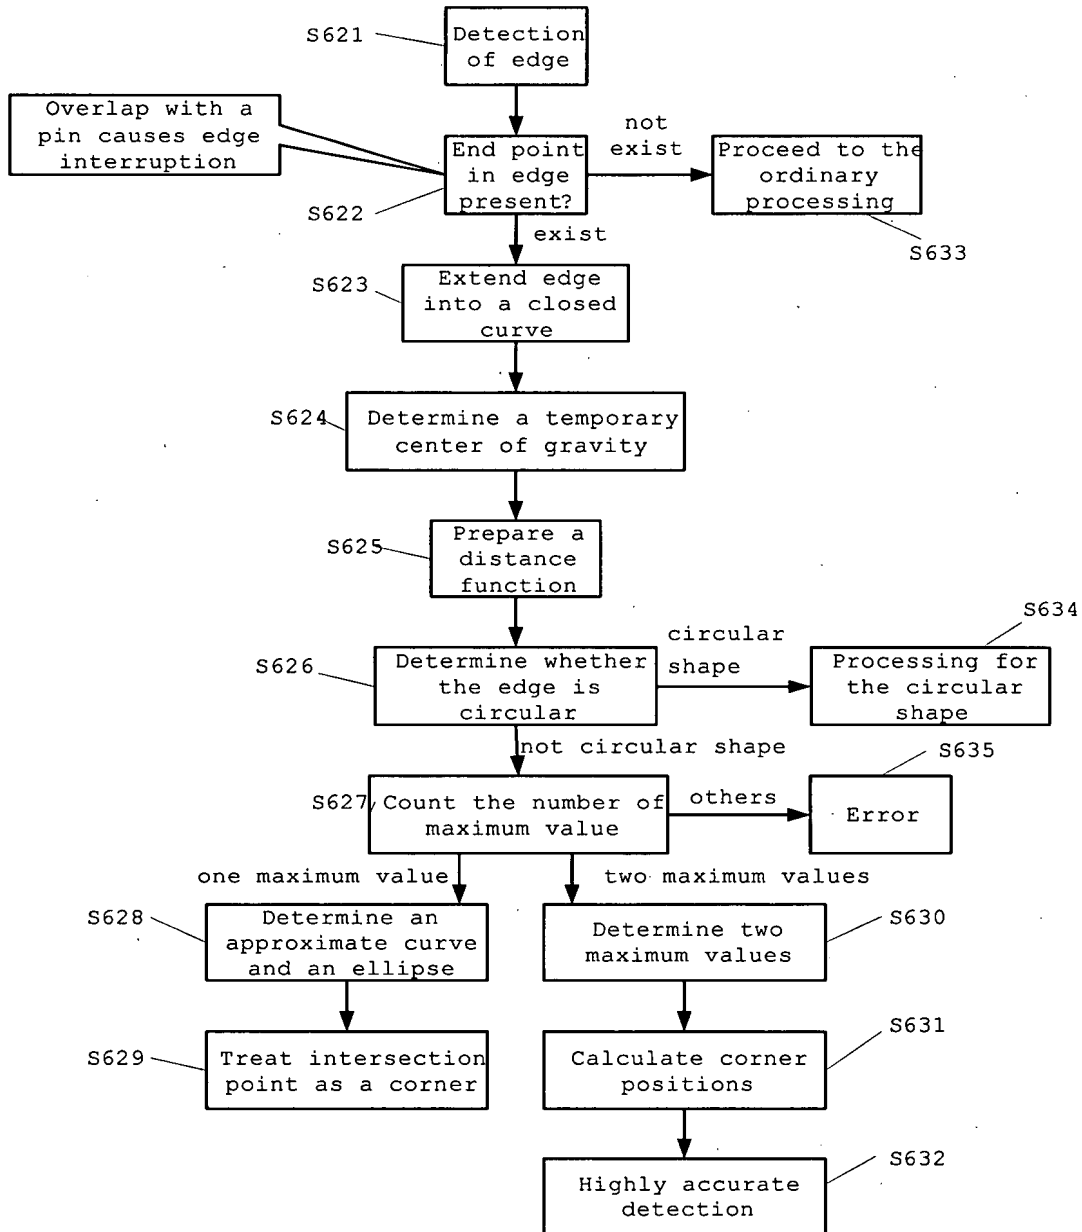 S621
Detection
of edge
Overlap with a
pin causes edge
interruption
End point
in edge
present?
S622
not
exist
Proceed to the
ordinary
processing
S633
exist
S623
Extend edge
into a closed
curve
S624
Determine a temporary
center of gravity
S625
Prepare a
distance
function
S626
Determine whether
the edge is
circular
circular
shape
S634
Processing for
the circular
shape
not circular shape
S635
S627
Count the number of
maximum value
others
Error
one maximum value
two maximum values
S628
Determine an
approximate curve
and an ellipse
S630
Determine two
maximum values
S629
Treat intersection
point as a corner
S631
Calculate corner
positions
S632
Highly accurate
detection